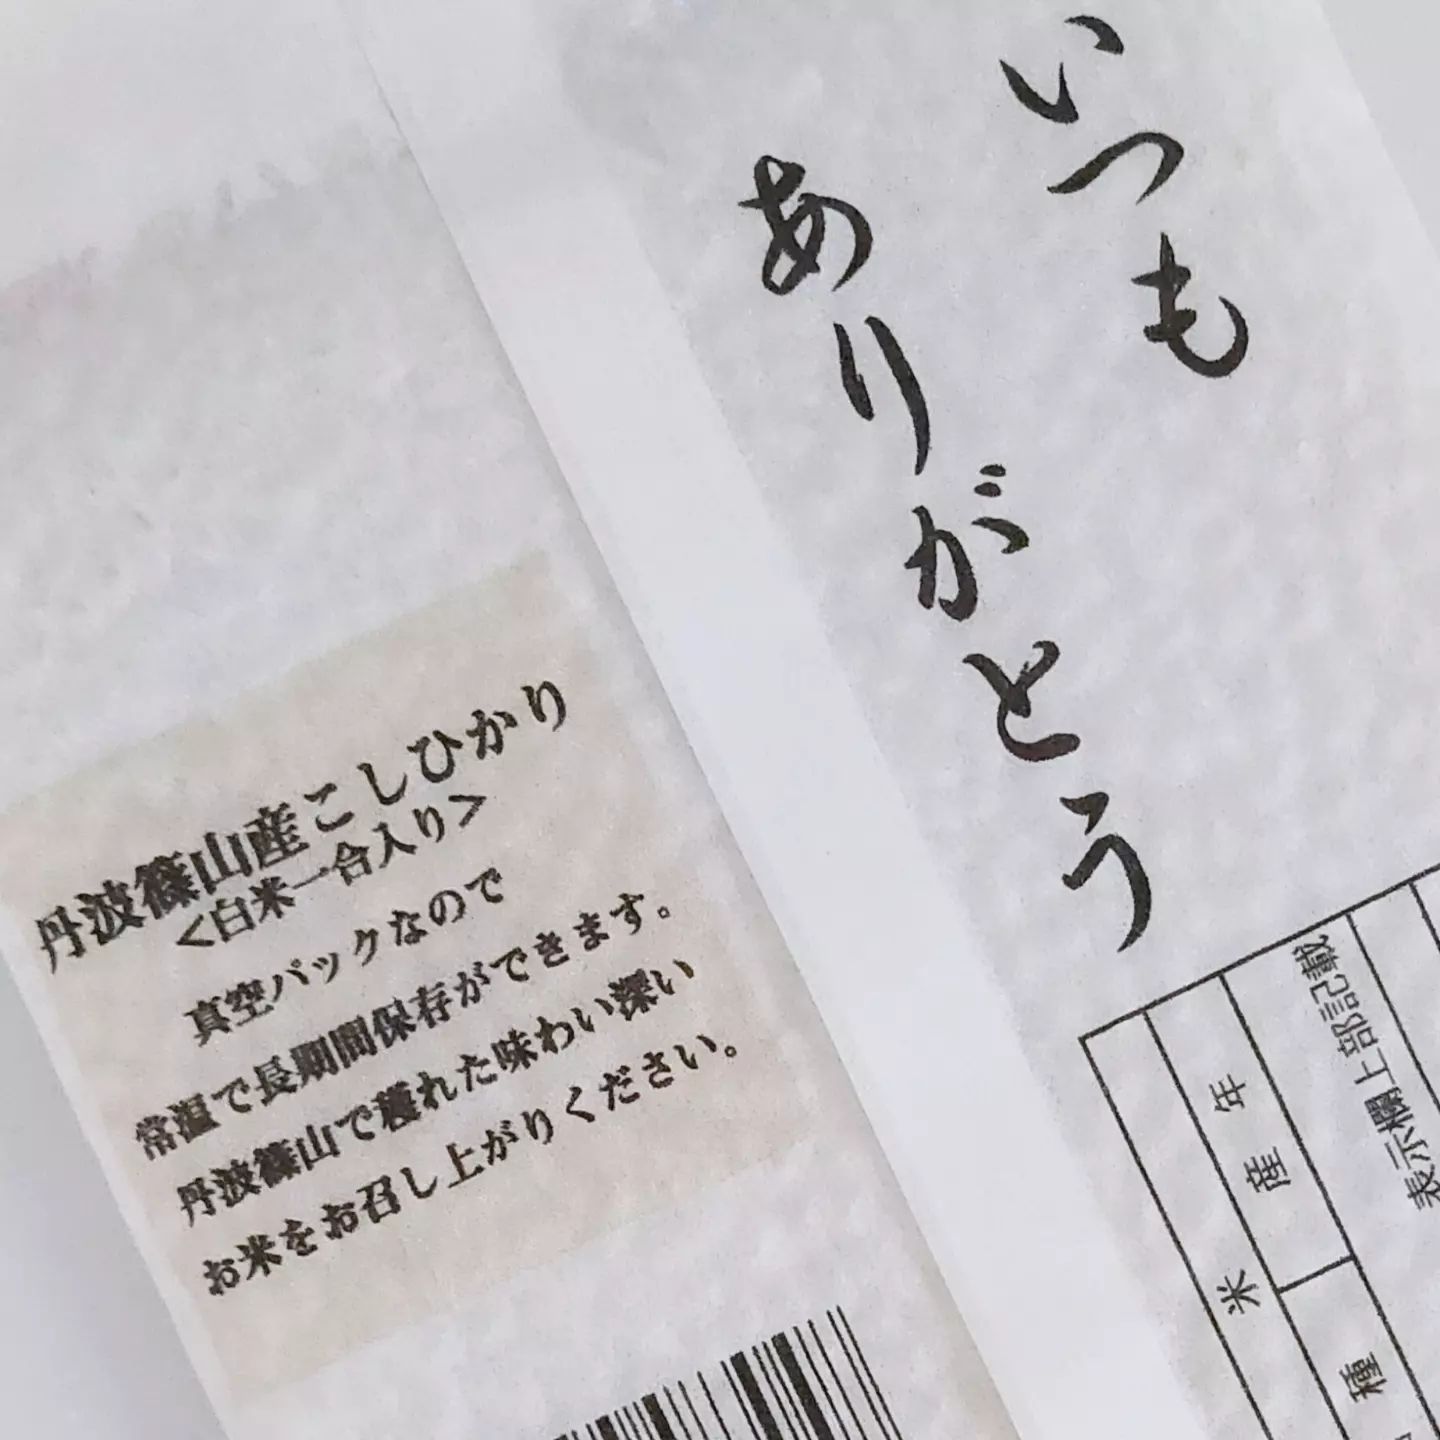 いつも
ありがとう
丹波篠山産こしひかり
<白米一合入り>
真空パックなので
常温で長期間保存ができます。
丹波篠山で穫れた味わい深い
お米をお召し上がりください。
米
産年
種
表示欄上部記載